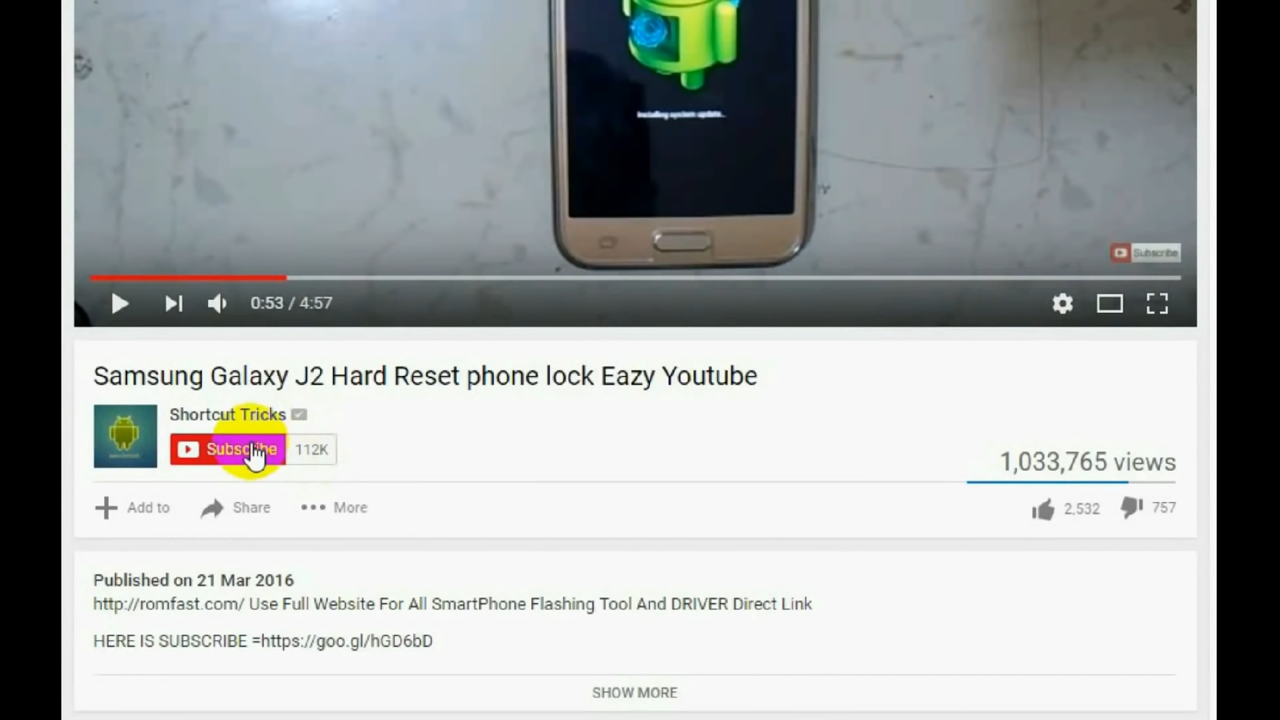 Installing system update...
Subscribe
0:53 / 4:57
Samsung Galaxy J2 Hard Reset phone lock Eazy Youtube
Shortcut Tricks
Subscribe 112K
1,033,765 views
Add to Share More
2,532 757
Published on 21 Mar 2016
http://romfast.com/ Use Full Website For All SmartPhone Flashing Tool And DRIVER Direct Link
HERE IS SUBSCRIBE =https://goo.gl/hGD6bD
SHOW MORE